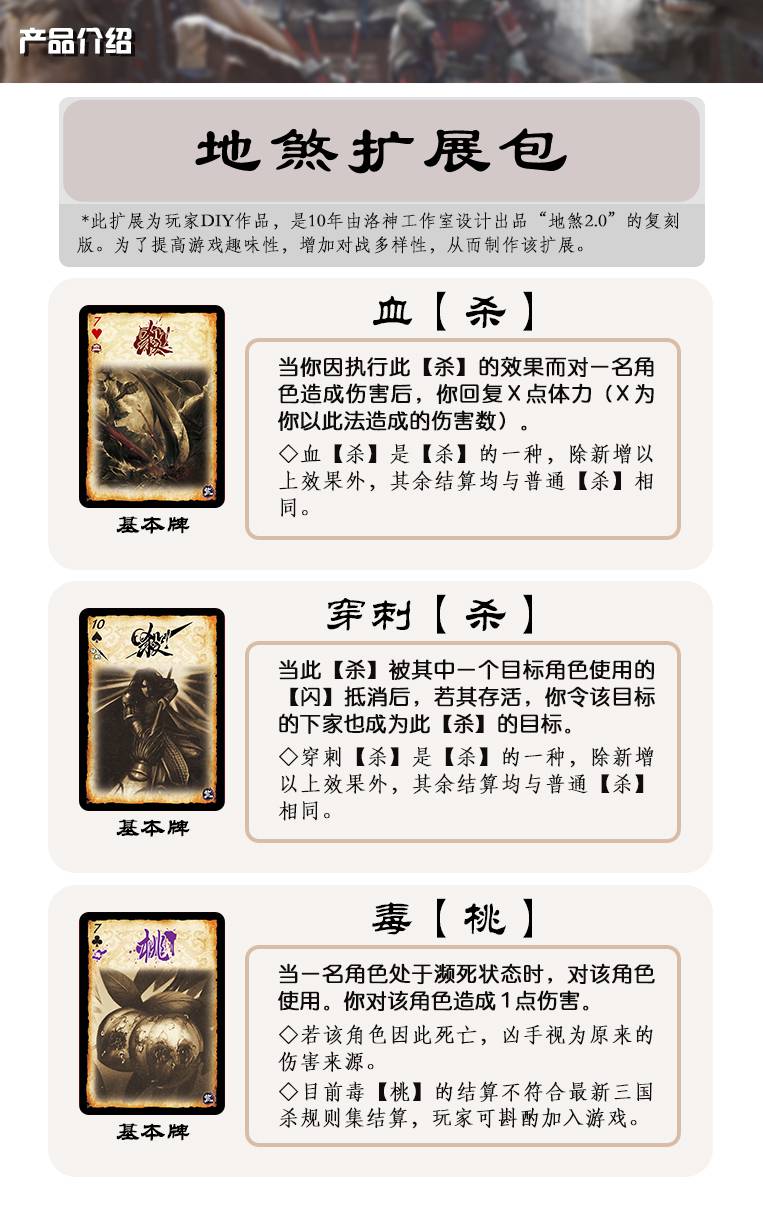 产品介绍
地煞扩展包
*此扩展为玩家DIY作品，是10年由洛神工作室设计出品“地煞2.0”的复刻
版。为了提高游戏趣味性，增加对战多样性，从而制作该扩展。
血【杀】
7
殺
当你因执行此【杀】的效果而对一名角
色造成伤害后，你回复X点体力（X为
你以此法造成的伤害数）。
◇血【杀】是【杀】的一种，除新增以
上效果外，其余结算均与普通【杀】相
同。
基本牌
穿刺【杀】
10
殺
当此【杀】被其中一个目标角色使用的
【闪】抵消后，若其存活，你令该目标
的下家也成为此【杀】的目标。
◇穿刺【杀】是【杀】的一种，除新增
以上效果外，其余结算均与普通【杀】
相同。
基本牌
毒【桃】
7
桃
当一名角色处于濒死状态时，对该角色
使用。你对该角色造成1点伤害。
◇若该角色因此死亡，凶手视为原来的
伤害来源。
◇目前毒【桃】的结算不符合最新三国
杀规则集结算，玩家可斟酌加入游戏。
基本牌